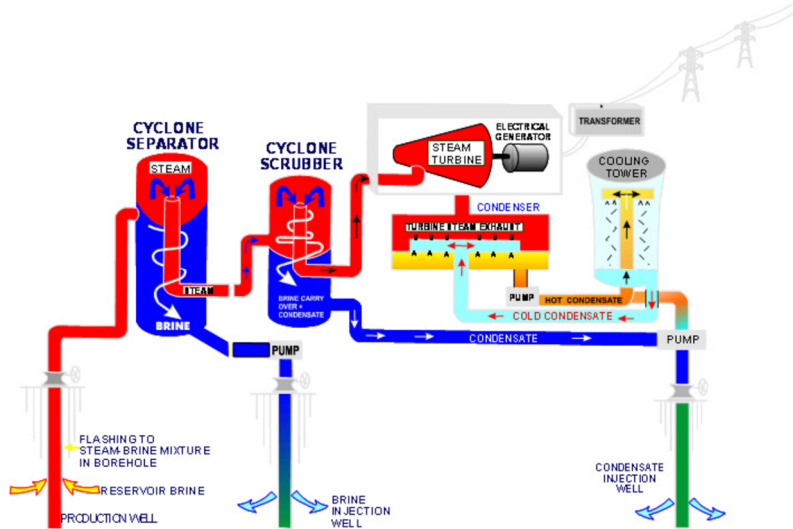 CYCLONE
SEPARATOR
STEAM
STEAM
BRINE
CYCLONE
SCRUBBER
BRINE CARRY
OVER +
CONDENSATE
STEAM
TURBINE
ELECTRICAL
GENERATOR
TRANSFORMER
COOLING
TOWER
CONDENSER
TURBINE STEAM EXHAUST
PUMP
HOT CONDENSATE
COLD CONDENSATE
CONDENSATE
PUMP
PUMP
FLASHING TO
STEAM-BRINE MIXTURE
IN BOREHOLE
RESERVOIR BRINE
PRODUCTION WELL
BRINE
INJECTION
WELL
CONDENSATE
INJECTION
WELL